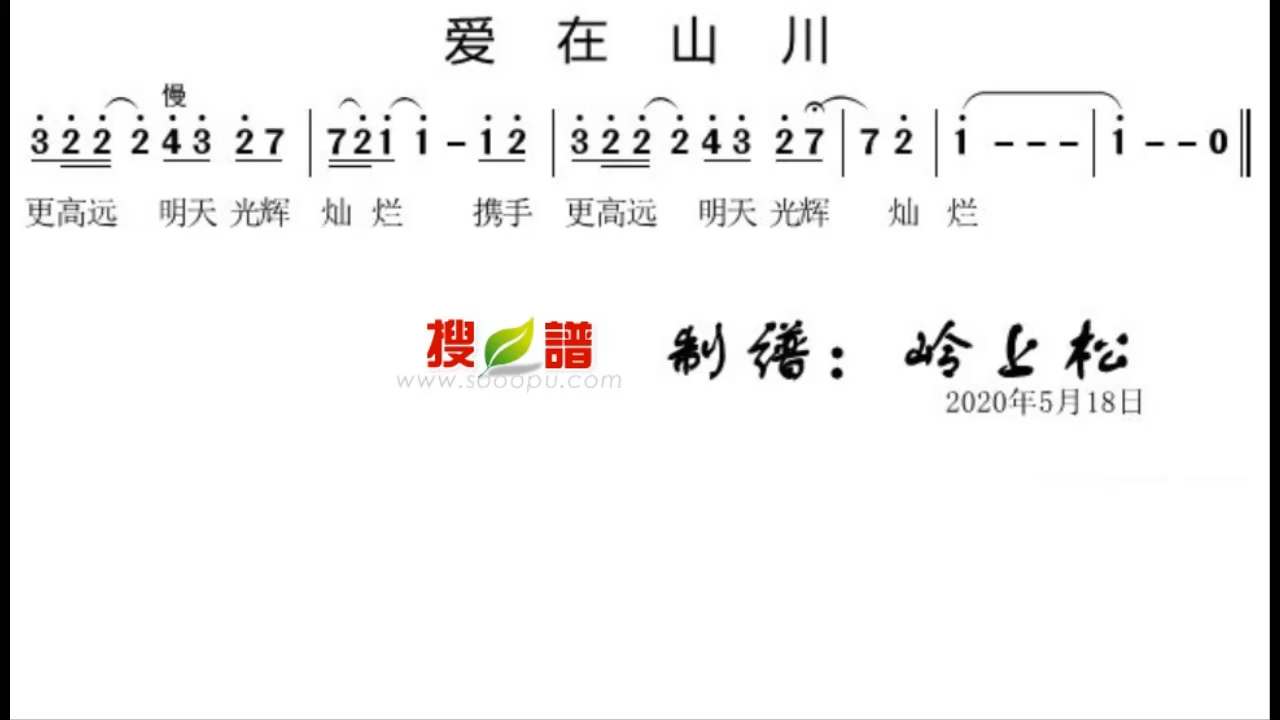 爱 在 山 川
慢
3 2 2 2 4 3 2 7 | 7 2 1 1 - 1 2 | 3 2 2 2 4 3 2 7 | 7 2 | 1 - - - | 1 - - 0
更高远 明天 光辉 灿 烂 携手 更高远 明天 光辉 灿 烂
搜 譜
www.sooopu.com
制谱：岭上松
2020年5月18日